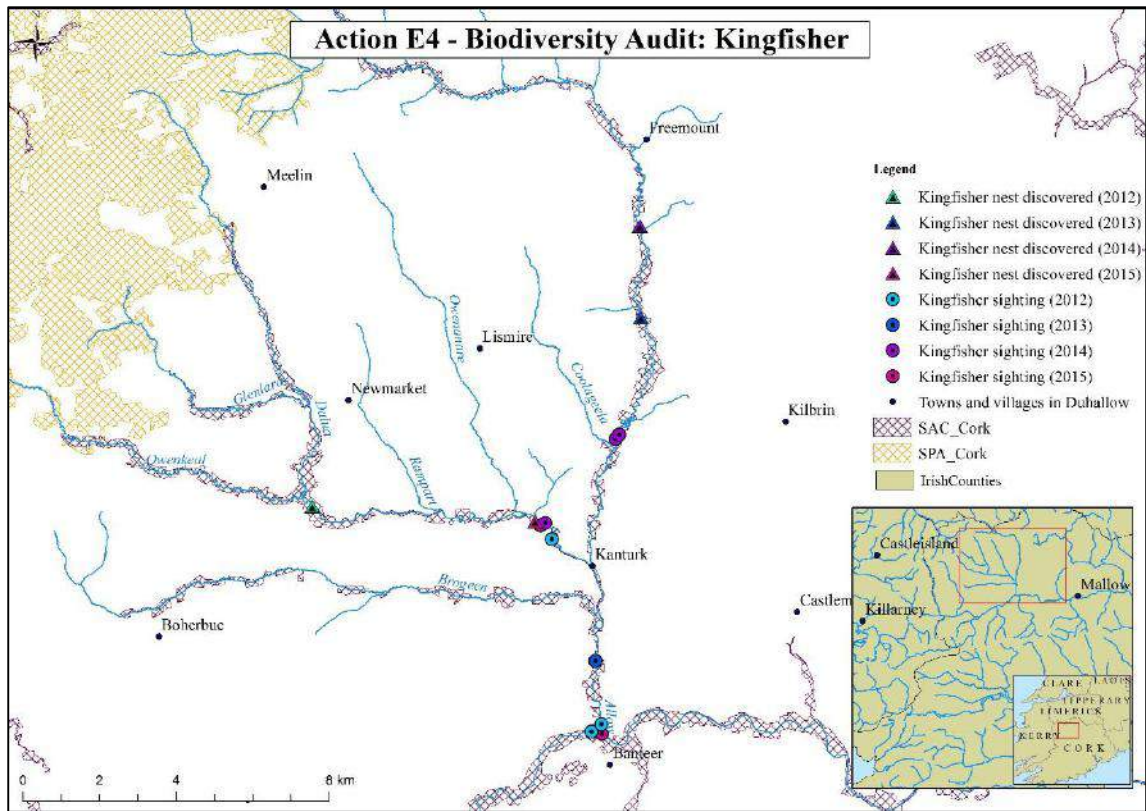 Action E4 - Biodiversity Audit: Kingfisher
Freemount
Meelin
Legend
Kingfisher nest discovered (2012)
Kingfisher nest discovered (2013)
Kingfisher nest discovered (2014)
Kingfisher nest discovered (2015)
Kingfisher sighting (2012)
Kingfisher sighting (2013)
Kingfisher sighting (2014)
Kingfisher sighting (2015)
Towns and villages in Duhallow
SAC_Cork
SPA_Cork
IrishCounties
Owenanare
Lismire
Newmarket
Glenlara
Dalua
Coolageela
Kilbrin
Owenkeal
Rampart
Kanturk
Brogeen
Boherbue
Castlem
Banteer
Castleisland
Mallow
Killarney
CLARE
LAOIS
TIPPERARY
LIMERICK
KERRY
CORK
0 2 4 8 km